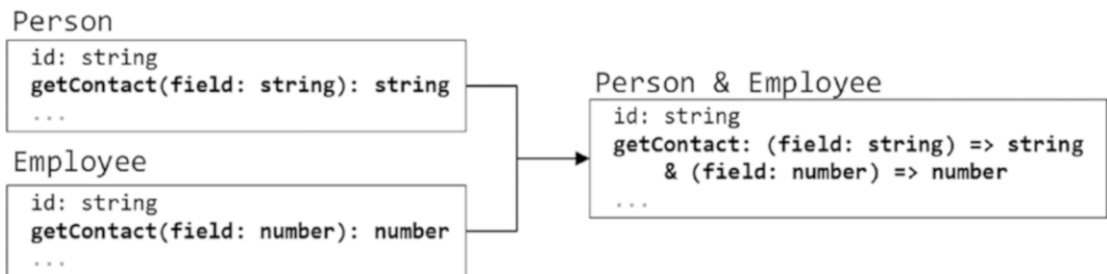 Person
id: string
getContact(field: string): string
...
Employee
id: string
getContact(field: number): number
...
Person & Employee
id: string
getContact: (field: string) => string
& (field: number) => number
...